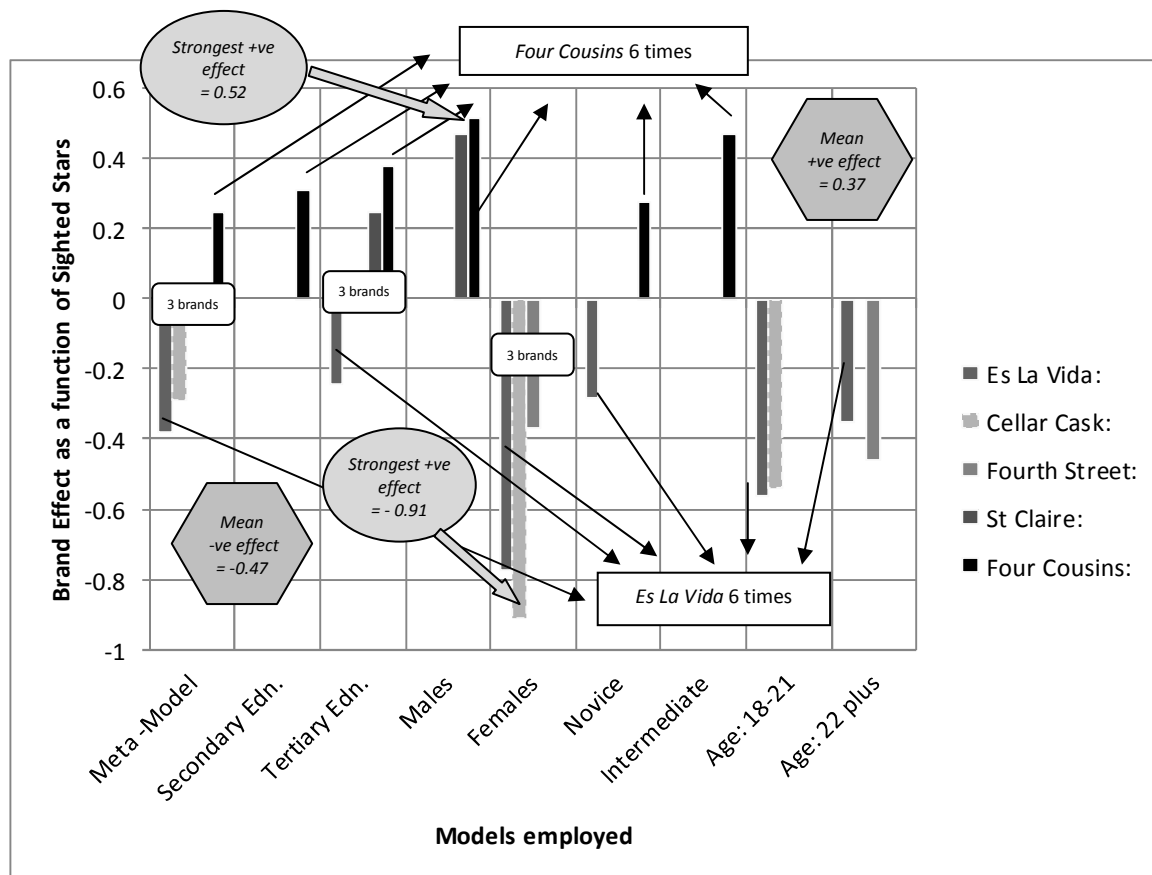 Strongest +ve
effect
= 0.52
Four Cousins 6 times
Mean
+ve effect
= 0.37
Brand Effect as a function of Sighted Stars
0.6
0.4
0.2
0
-0.2
-0.4
-0.6
-0.8
-1
3 brands
3 brands
3 brands
Strongest +ve
effect
= - 0.91
Mean
-ve effect
= -0.47
Es La Vida 6 times
Es La Vida:
Cellar Cask:
Fourth Street:
St Claire:
Four Cousins:
Meta -Model
Secondary Edn.
Tertiary Edn.
Males
Females
Novice
Intermediate
Age: 18-21
Age: 22 plus
Models employed